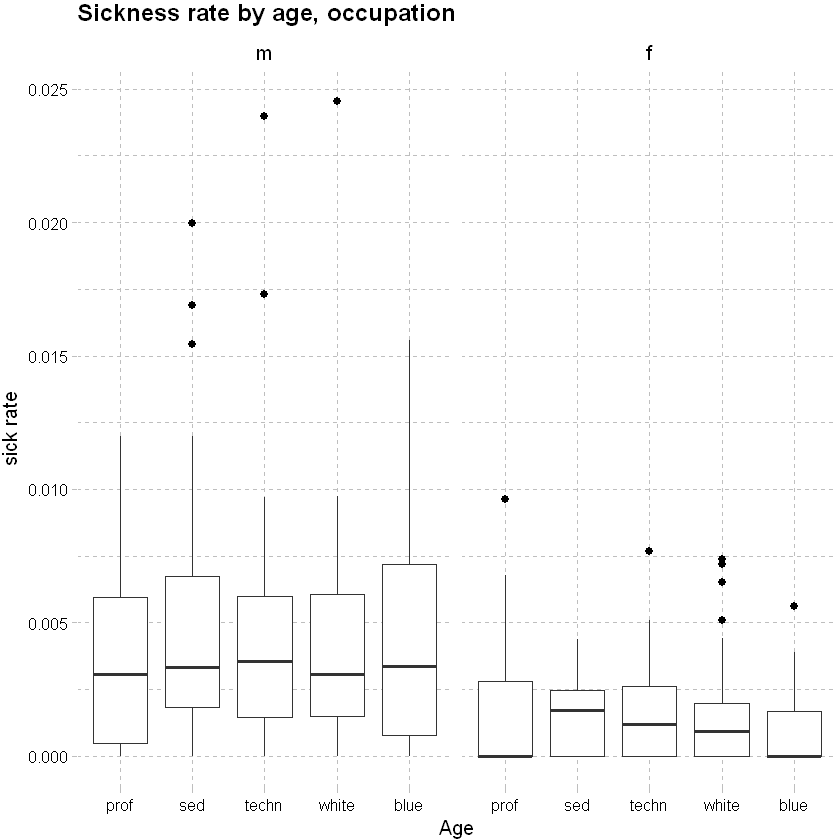 Sickness rate by age, occupation
m f
0.025
0.020
0.015
0.010
0.005
0.000
sick rate
prof sed techn white blue prof sed techn white blue
Age